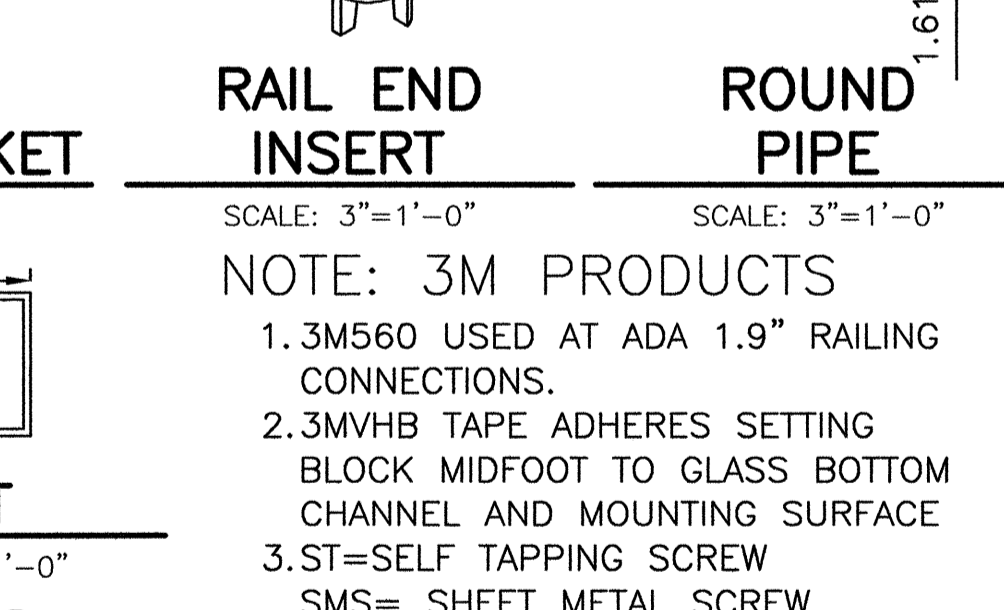 RAIL END
INSERT
SCALE: 3"=1'-0"
ROUND
PIPE
SCALE: 3"=1'-0"
NOTE: 3M PRODUCTS
1. 3M560 USED AT ADA 1.9" RAILING
CONNECTIONS.
2. 3MVHB TAPE ADHERES SETTING
BLOCK MIDFOOT TO GLASS BOTTOM
CHANNEL AND MOUNTING SURFACE
3. ST=SELF TAPPING SCREW
SMS= SHEET METAL SCREW